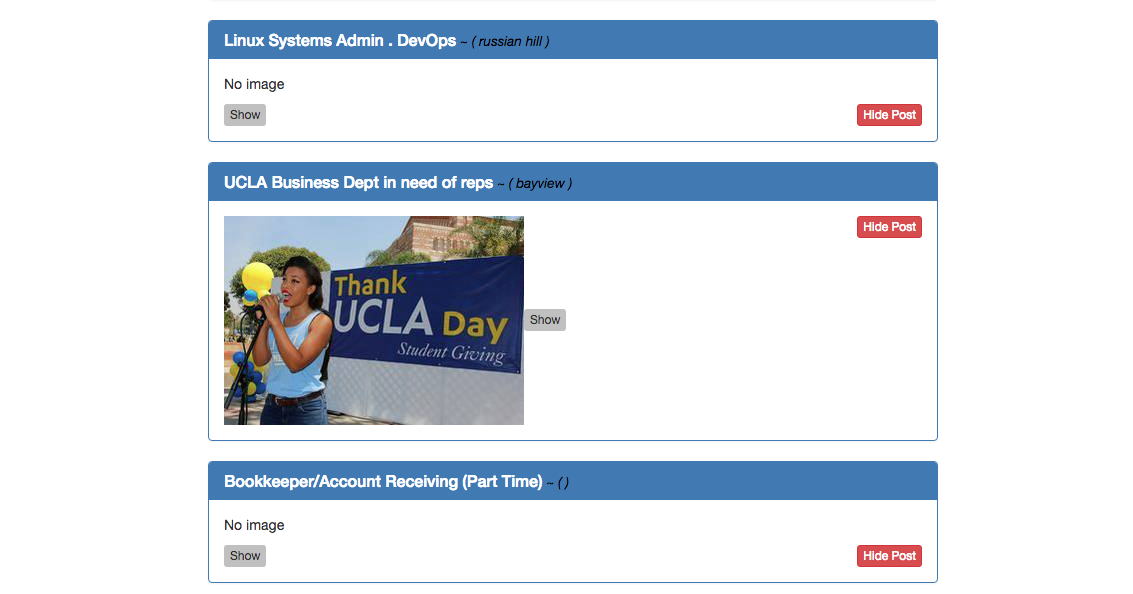 Linux Systems Admin . DevOps ~ ( russian hill )
No image
Show Hide Post
UCLA Business Dept in need of reps ~ ( bayview )
Hide Post
Thank
UCLA Day
Student Giving
Show
Bookkeeper/Account Receiving (Part Time) ~ ( )
No image
Show Hide Post